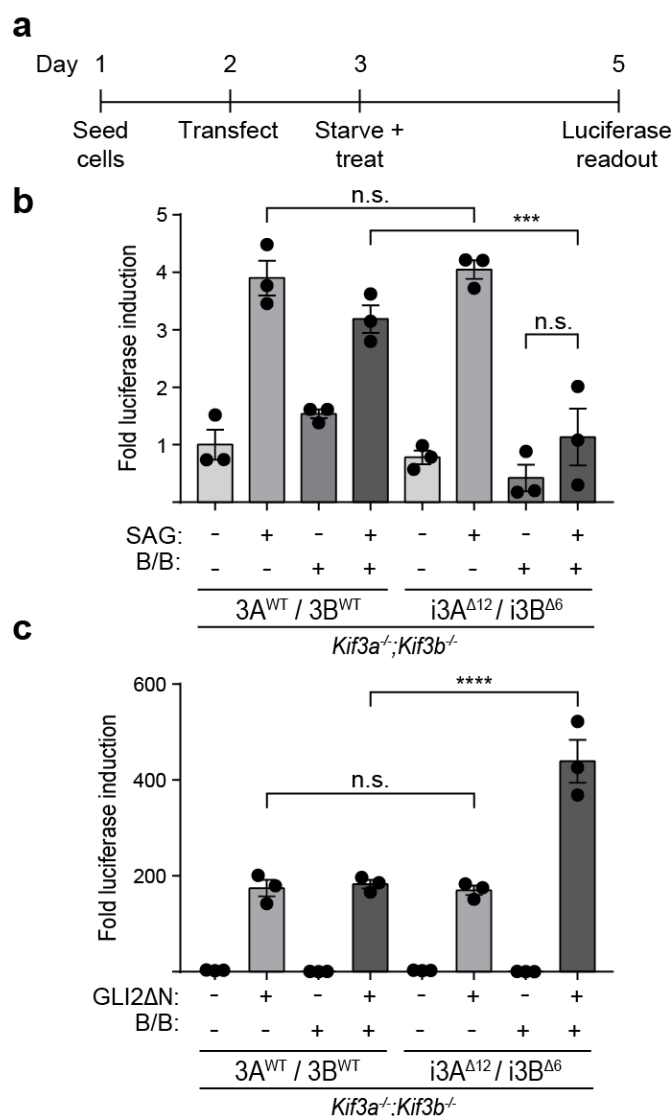 a
Day 1 2 3 5
Seed cells Transfect Starve + treat Luciferase readout
b
n.s.
***
n.s.
Fold luciferase induction
5
4
3
2
1
SAG: - + - + - + - +
B/B: - - + + - - + +
3A^WT / 3B^WT i3A^Δ12 / i3B^Δ6
Kif3a^-/-;Kif3b^-/-
c
****
n.s.
Fold luciferase induction
600
400
200
GLI2ΔN: - + - + - + - +
B/B: - - + + - - + +
3A^WT / 3B^WT i3A^Δ12 / i3B^Δ6
Kif3a^-/-;Kif3b^-/-